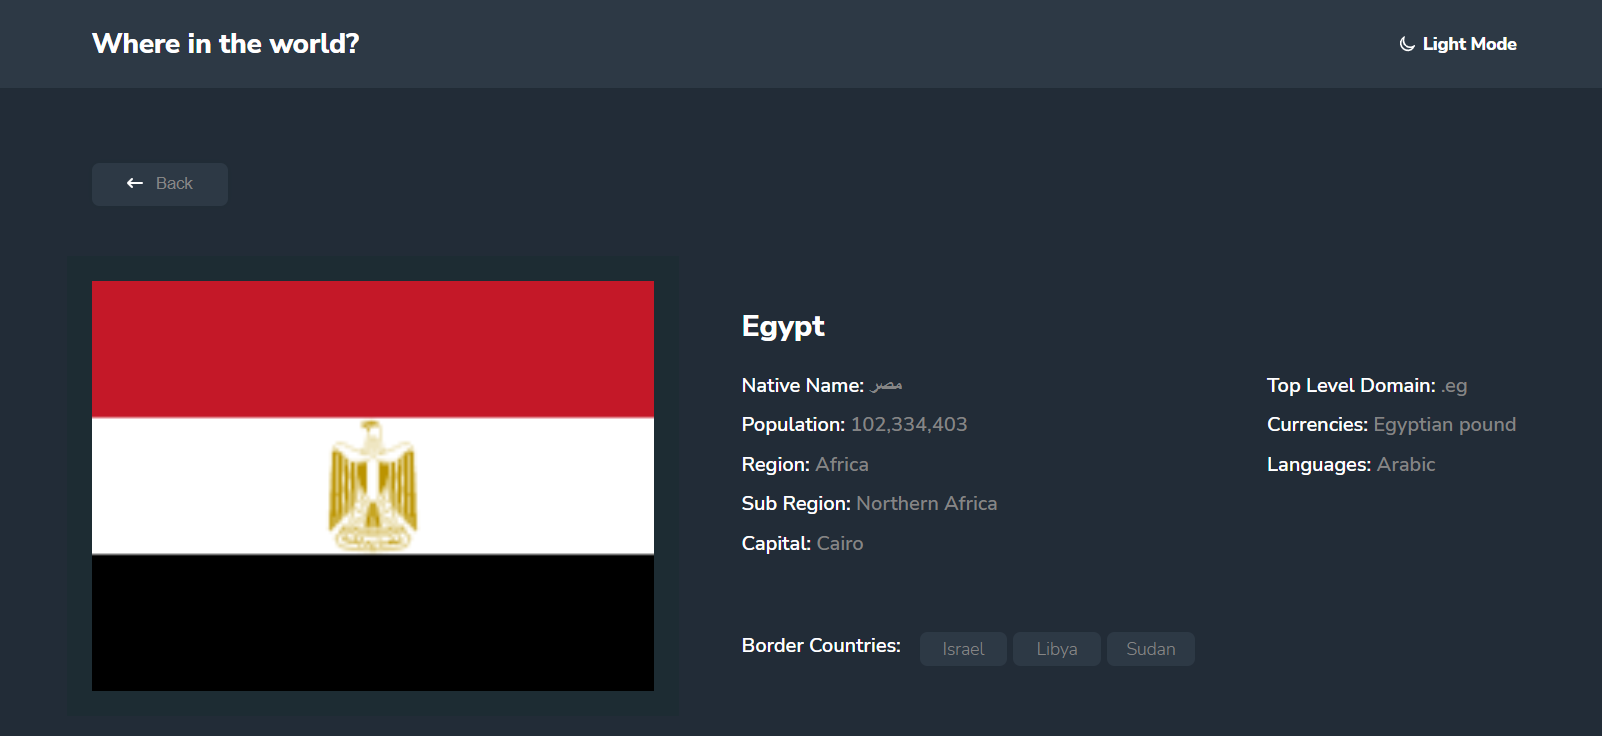 Where in the world?
Light Mode
Back
Egypt
Native Name: مصر
Population: 102,334,403
Region: Africa
Sub Region: Northern Africa
Capital: Cairo
Top Level Domain: .eg
Currencies: Egyptian pound
Languages: Arabic
Border Countries: Israel Libya Sudan